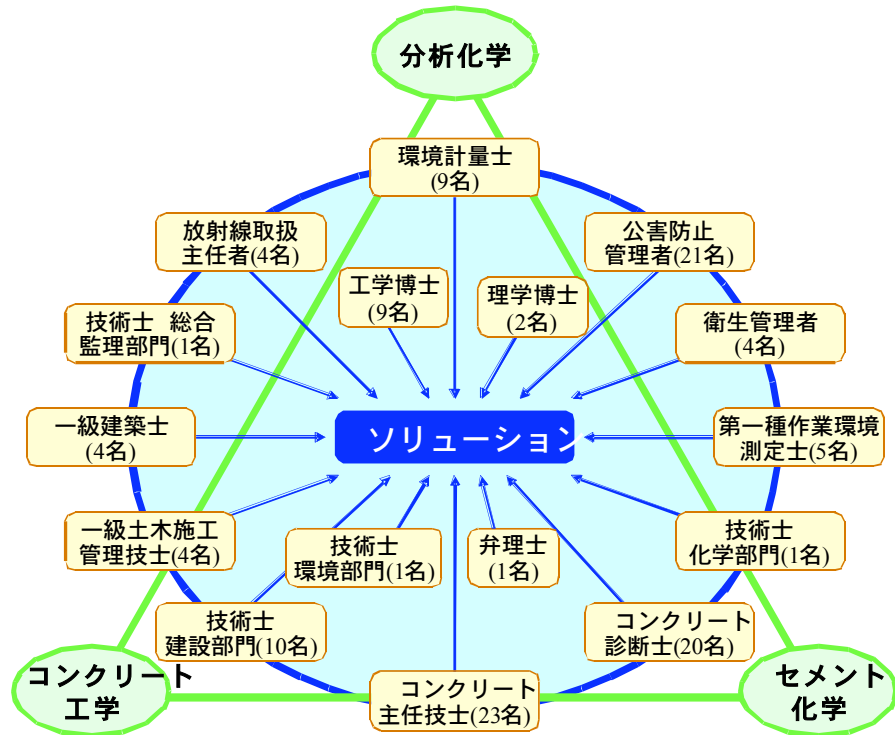 分析化学
環境計量士
(9名)
放射線取扱
主任者(4名)
公害防止
管理者(21名)
工学博士
(9名)
理学博士
(2名)
技術士 総合
監理部門(1名)
衛生管理者
(4名)
一級建築士
(4名)
ソリューション
第一種作業環境
測定士(5名)
一級土木施工
管理技士(4名)
技術士
環境部門(1名)
弁理士
(1名)
技術士
化学部門(1名)
技術士
建設部門(10名)
コンクリート
診断士(20名)
コンクリート
工学
コンクリート
主任技士(23名)
セメント
化学